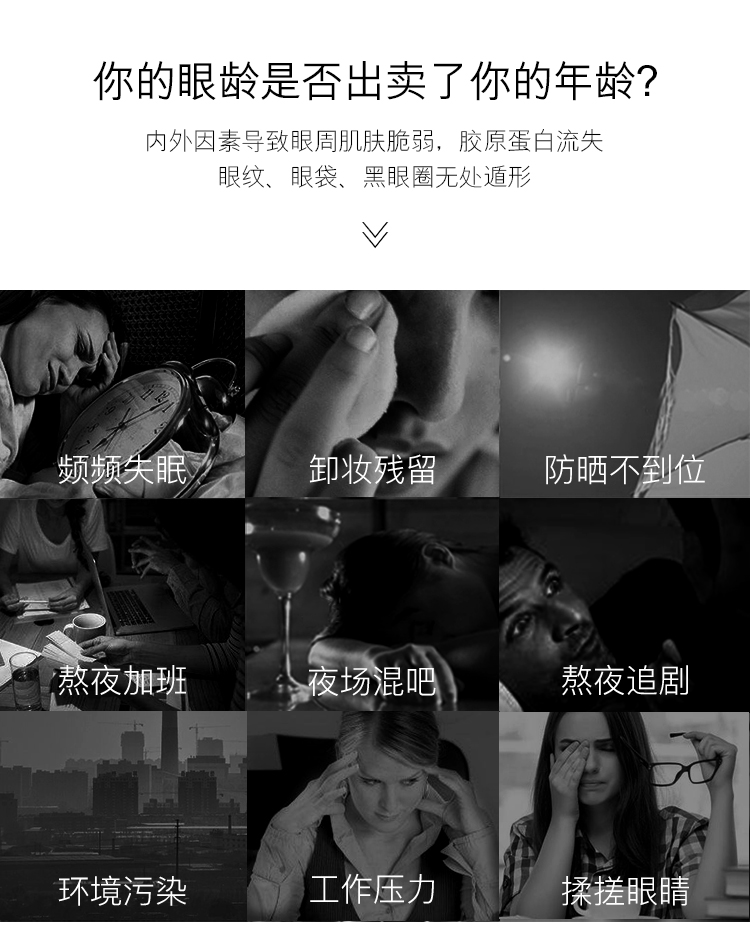 你的眼龄是否出卖了你的年龄?
内外因素导致眼周肌肤脆弱，胶原蛋白流失
眼纹、眼袋、黑眼圈无处遁形
频频失眠
卸妆残留
防晒不到位
熬夜加班
夜场混吧
熬夜追剧
环境污染
工作压力
揉搓眼睛